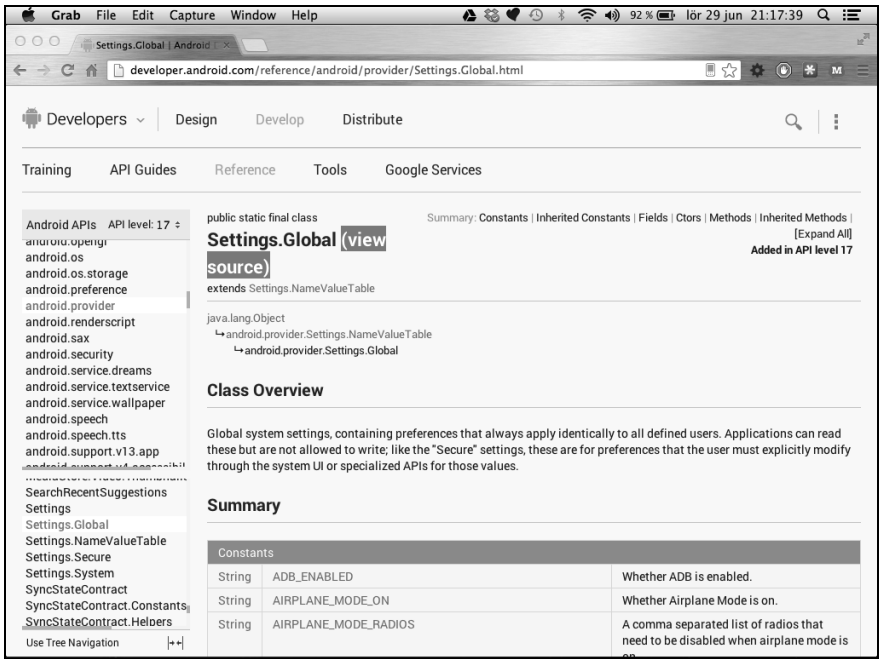 Grab File Edit Capture Window Help 92 % lör 29 jun 21:17:39
Settings.Global | Android
developer.android.com/reference/android/provider/Settings.Global.html M
Developers Design Develop Distribute
Training API Guides Reference Tools Google Services
Android APIs API level: 17
android.opengl
android.os
android.os.storage
android.preference
android.provider
android.renderscript
android.sax
android.security
android.service.dreams
android.service.textservice
android.service.wallpaper
android.speech
android.speech.tts
android.support.v13.app
SearchRecentSuggestions
Settings
Settings.Global
Settings.NameValueTable
Settings.Secure
Settings.System
SyncStateContract
SyncStateContract.Constants
SyncStateContract.Helpers
Use Tree Navigation
public static final class
Settings.Global (view
source)
extends Settings.NameValueTable
Summary: Constants | Inherited Constants | Fields | Ctors | Methods | Inherited Methods |
[Expand All]
Added in API level 17
java.lang.Object
↳android.provider.Settings.NameValueTable
↳android.provider.Settings.Global
Class Overview
Global system settings, containing preferences that always apply identically to all defined users. Applications can read
these but are not allowed to write; like the "Secure" settings, these are for preferences that the user must explicitly modify
through the system UI or specialized APIs for those values.
Summary
Constants
String ADB_ENABLED Whether ADB is enabled.
String AIRPLANE_MODE_ON Whether Airplane Mode is on.
String AIRPLANE_MODE_RADIOS A comma separated list of radios that
need to be disabled when airplane mode is
on.